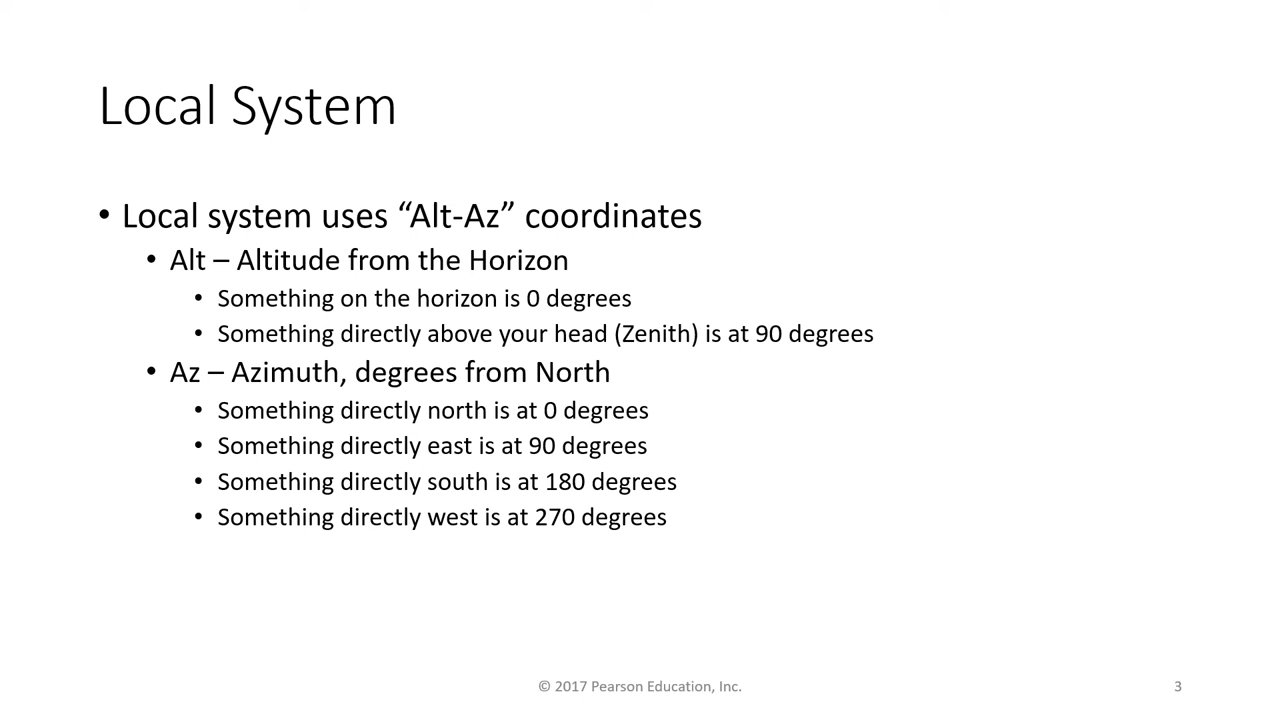 Local System
• Local system uses “Alt-Az” coordinates
• Alt – Altitude from the Horizon
• Something on the horizon is 0 degrees
• Something directly above your head (Zenith) is at 90 degrees
• Az – Azimuth, degrees from North
• Something directly north is at 0 degrees
• Something directly east is at 90 degrees
• Something directly south is at 180 degrees
• Something directly west is at 270 degrees
© 2017 Pearson Education, Inc.
3